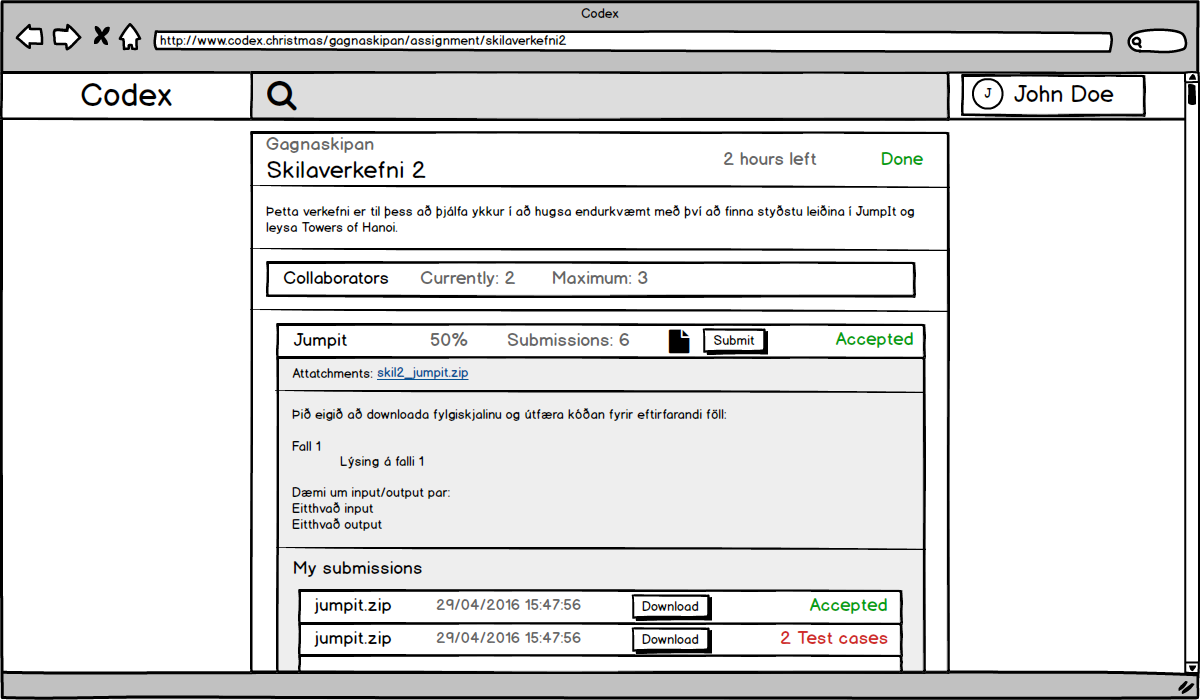 Codex
http://www.codex.christmas/gagnaskipan/assignment/skilaverkefni2
Codex
J John Doe
Gagnaskipan
Skilaverkefni 2 2 hours left Done
Þetta verkefni er til þess að þjálfa ykkur í að hugsa endurkvæmt með því að finna styðstu leiðina í JumpIt og
leysa Towers of Hanoi.
Collaborators Currently: 2 Maximum: 3
Jumpit 50% Submissions: 6 Submit Accepted
Attatchments: skil2_jumpit.zip
Þið eigið að downloada fylgiskjalinu og útfæra kóðan fyrir eftirfarandi föll:
Fall 1
Lýsing á falli 1
Dæmi um input/output par:
Eitthvað input
Eitthvað output
My submissions
jumpit.zip 29/04/2016 15:47:56 Download Accepted
jumpit.zip 29/04/2016 15:47:56 Download 2 Test cases